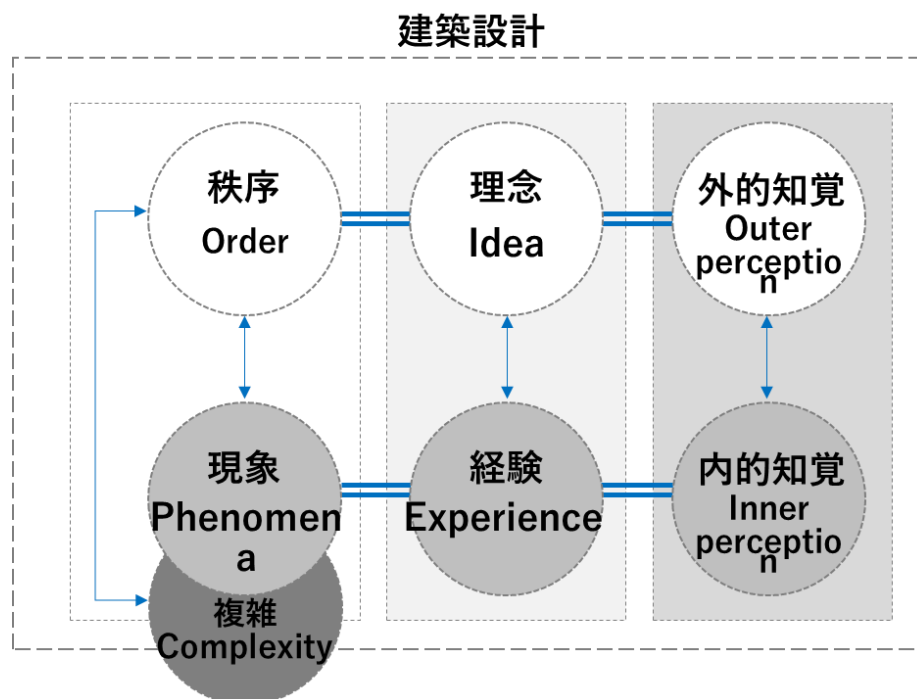 建築設計
秩序
Order
理念
Idea
外的知覚
Outer
perceptio
n
現象
Phenomen
a
経験
Experience
内的知覚
Inner
perceptio
n
複雑
Complexity